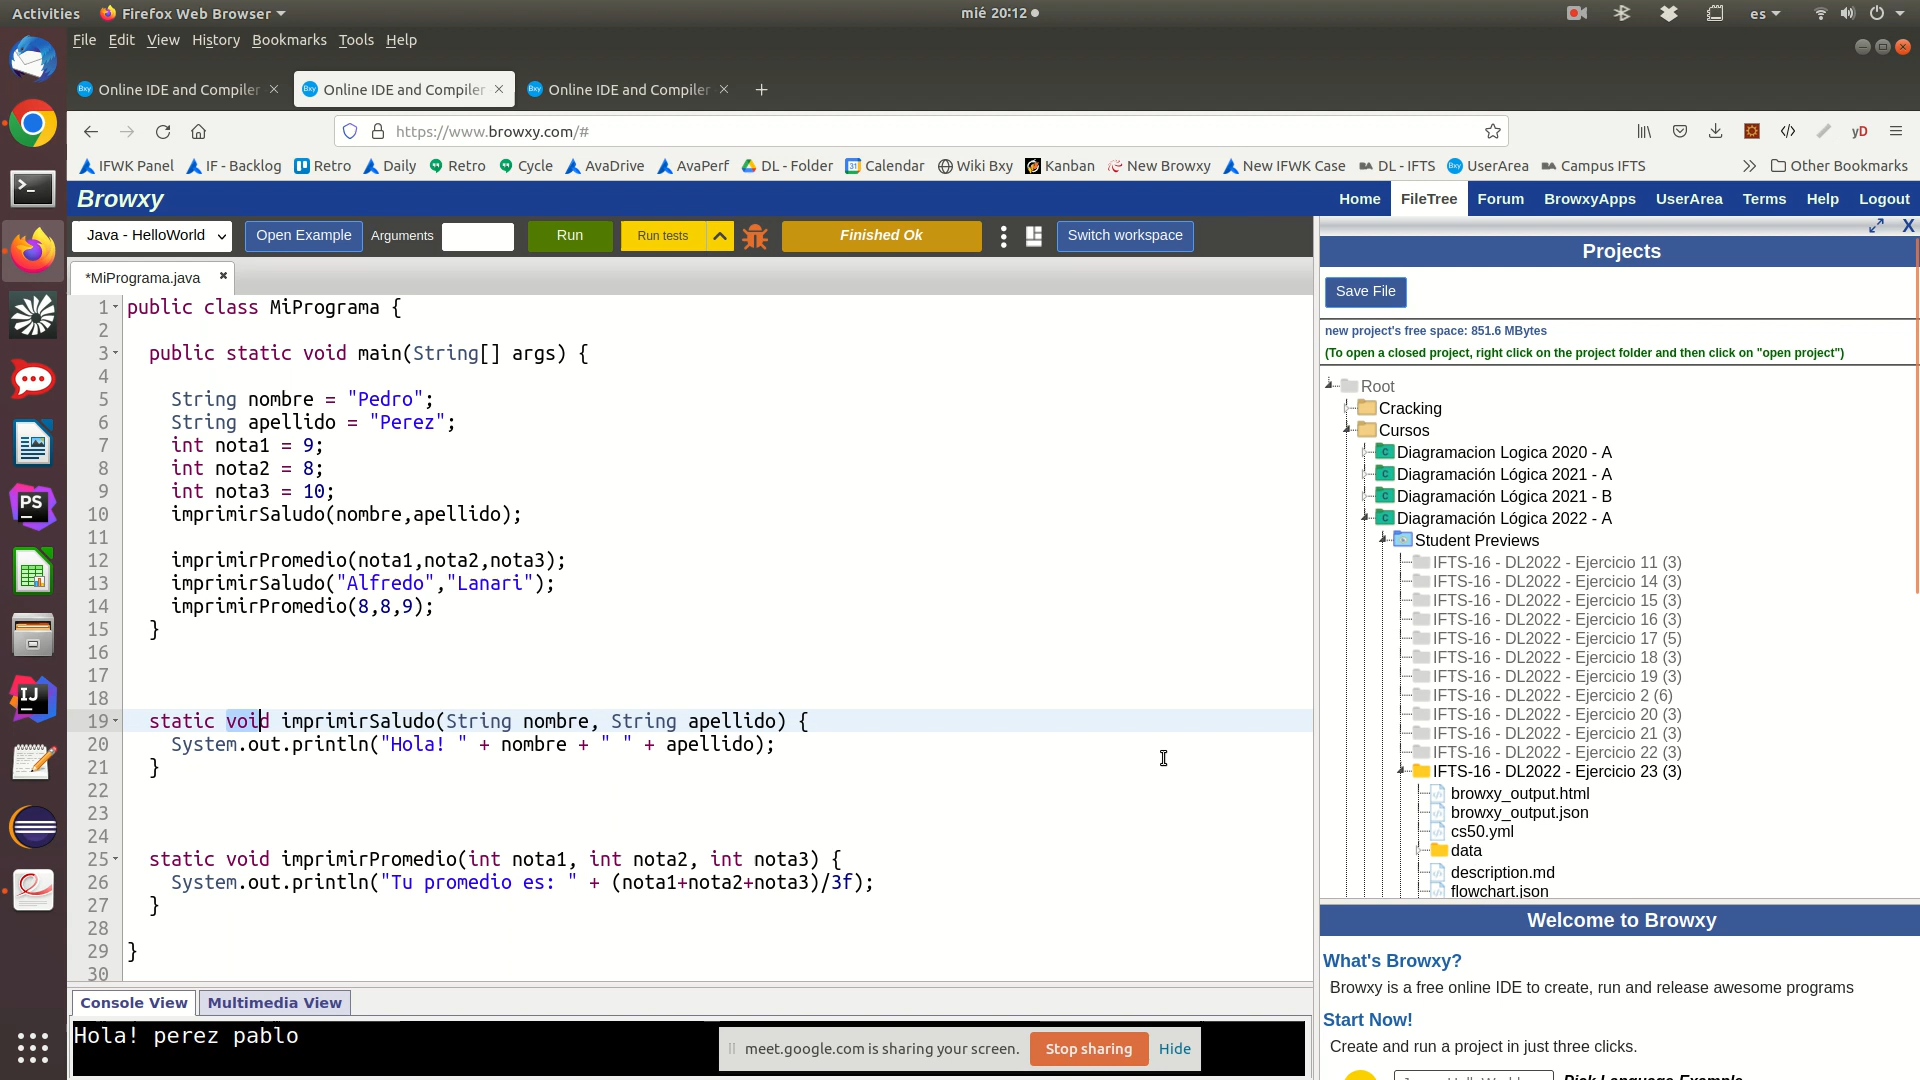 Activities Firefox Web Browser mié 20:12 es
File Edit View History Bookmarks Tools Help
Online IDE and Compiler Online IDE and Compiler Online IDE and Compiler
https://www.browxy.com/#
IFWK Panel IF - Backlog Retro Daily Retro Cycle AvaDrive AvaPerf DL - Folder Calendar Wiki Bxy Kanban New Browxy New IFWK Case DL - IFTS UserArea Campus IFTS Other Bookmarks
Browxy Home FileTree Forum BrowxyApps UserArea Terms Help Logout
Java - HelloWorld Open Example Arguments Run Run tests Finished Ok Switch workspace
*MiPrograma.java
1 public class MiPrograma {
2
3 public static void main(String[] args) {
4
5 String nombre = "Pedro";
6 String apellido = "Perez";
7 int nota1 = 9;
8 int nota2 = 8;
9 int nota3 = 10;
10 imprimirSaludo(nombre,apellido);
11
12 imprimirPromedio(nota1,nota2,nota3);
13 imprimirSaludo("Alfredo","Lanari");
14 imprimirPromedio(8,8,9);
15 }
16
17
18
19 static void imprimirSaludo(String nombre, String apellido) {
20 System.out.println("Hola! " + nombre + " " + apellido);
21 }
22
23
24
25 static void imprimirPromedio(int nota1, int nota2, int nota3) {
26 System.out.println("Tu promedio es: " + (nota1+nota2+nota3)/3f);
27 }
28
29 }
30
Console View Multimedia View
Hola! perez pablo
meet.google.com is sharing your screen. Stop sharing Hide
X
Projects
Save File
new project's free space: 851.6 MBytes
(To open a closed project, right click on the project folder and then click on "open project")
Root
Cracking
Cursos
Diagramacion Logica 2020 - A
Diagramación Lógica 2021 - A
Diagramación Lógica 2021 - B
Diagramación Lógica 2022 - A
Student Previews
IFTS-16 - DL2022 - Ejercicio 11 (3)
IFTS-16 - DL2022 - Ejercicio 14 (3)
IFTS-16 - DL2022 - Ejercicio 15 (3)
IFTS-16 - DL2022 - Ejercicio 16 (3)
IFTS-16 - DL2022 - Ejercicio 17 (5)
IFTS-16 - DL2022 - Ejercicio 18 (3)
IFTS-16 - DL2022 - Ejercicio 19 (3)
IFTS-16 - DL2022 - Ejercicio 2 (6)
IFTS-16 - DL2022 - Ejercicio 20 (3)
IFTS-16 - DL2022 - Ejercicio 21 (3)
IFTS-16 - DL2022 - Ejercicio 22 (3)
IFTS-16 - DL2022 - Ejercicio 23 (3)
browxy_output.html
browxy_output.json
cs50.yml
data
description.md
flowchart.json
Welcome to Browxy
What's Browxy?
Browxy is a free online IDE to create, run and release awesome programs
Start Now!
Create and run a project in just three clicks.